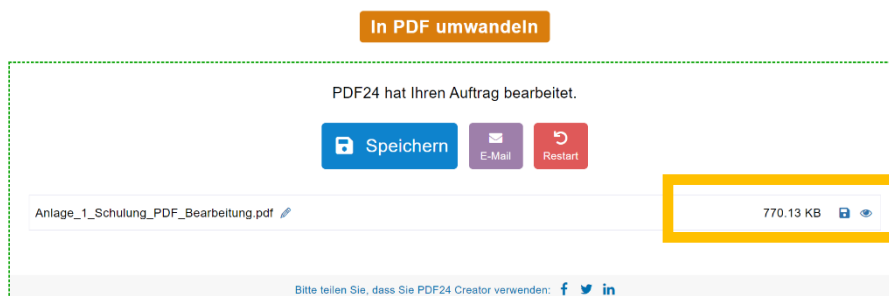 In PDF umwandeln
PDF24 hat Ihren Auftrag bearbeitet.
Speichern
E-Mail
Restart
Anlage_1_Schulung_PDF_Bearbeitung.pdf 770.13 KB
Bitte teilen Sie, dass Sie PDF24 Creator verwenden: